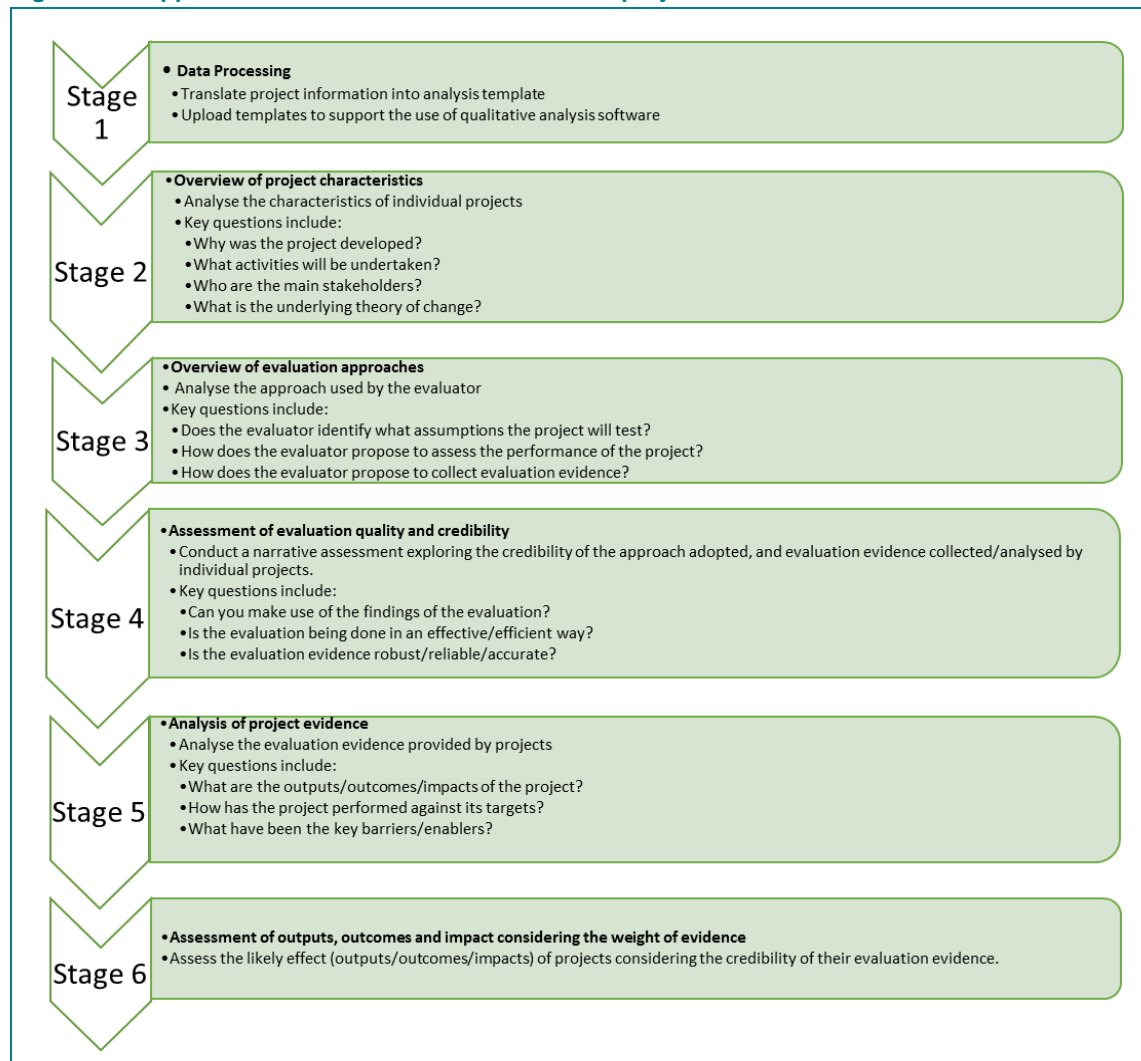 Stage
1
• Data Processing
•Translate project information into analysis template
•Upload templates to support the use of qualitative analysis software
Stage 2
•Overview of project characteristics
•Analyse the characteristics of individual projects
•Key questions include:
•Why was the project developed?
•What activities will be undertaken?
•Who are the main stakeholders?
•What is the underlying theory of change?
Stage 3
•Overview of evaluation approaches
• Analyse the approach used by the evaluator
•Key questions include:
•Does the evaluator identify what assumptions the project will test?
•How does the evaluator propose to assess the performance of the project?
•How does the evaluator propose to collect evaluation evidence?
Stage 4
•Assessment of evaluation quality and credibility
•Conduct a narrative assessment exploring the credibility of the approach adopted, and evaluation evidence collected/analysed by
individual projects.
•Key questions include:
•Can you make use of the findings of the evaluation?
•Is the evaluation being done in an effective/efficient way?
•Is the evaluation evidence robust/reliable/accurate?
Stage 5
•Analysis of project evidence
•Analyse the evaluation evidence provided by projects
•Key questions include:
•What are the outputs/outcomes/impacts of the project?
•How has the project performed against its targets?
•What have been the key barriers/enablers?
Stage 6
•Assessment of outputs, outcomes and impact considering the weight of evidence
•Assess the likely effect (outputs/outcomes/impacts) of projects considering the credibility of their evaluation evidence.